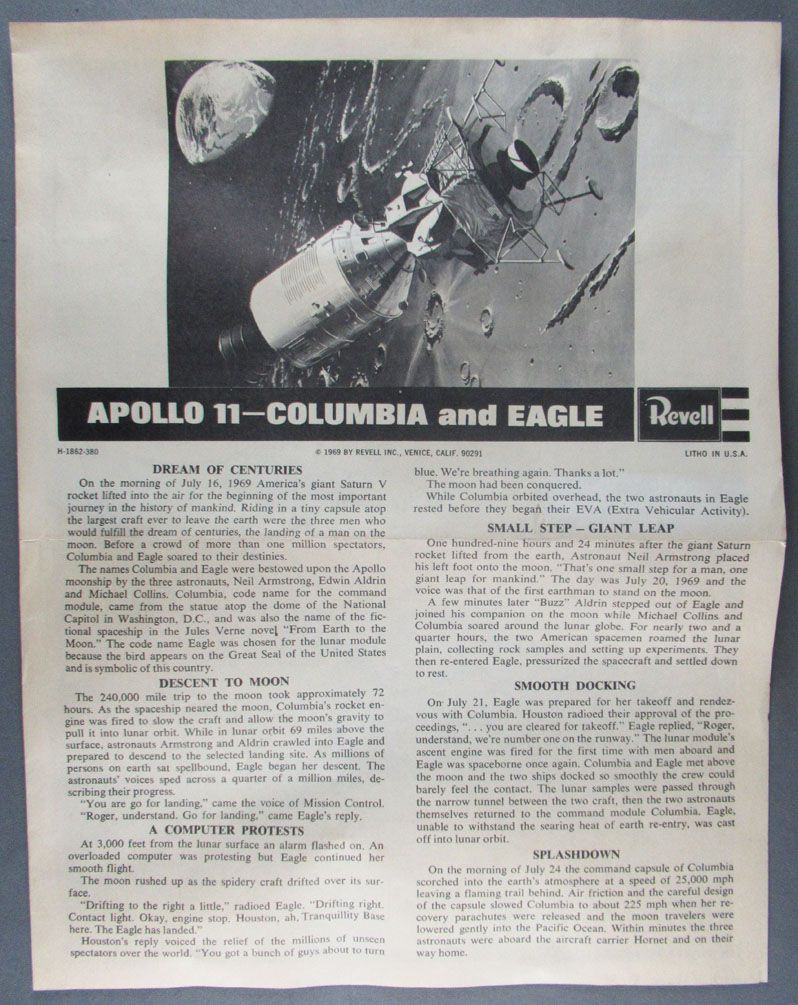 APOLLO 11—COLUMBIA and EAGLE
Revell
H-1862-380
© 1969 BY REVELL INC., VENICE, CALIF. 90291
LITHO IN U.S.A.
DREAM OF CENTURIES
On the morning of July 16, 1969 America's giant Saturn V
rocket lifted into the air for the beginning of the most important
journey in the history of mankind. Riding in a tiny capsule atop
the largest craft ever to leave the earth were the three men who
would fulfill the dream of centuries, the landing of a man on the
moon. Before a crowd of more than one million spectators,
Columbia and Eagle soared to their destinies.
The names Columbia and Eagle were bestowed upon the Apollo
moonship by the three astronauts, Neil Armstrong, Edwin Aldrin
and Michael Collins. Columbia, code name for the command
module, came from the statue atop the dome of the National
Capitol in Washington, D.C., and was also the name of the fic-
tional spaceship in the Jules Verne novel "From Earth to the
Moon." The code name Eagle was chosen for the lunar module
because the bird appears on the Great Seal of the United States
and is symbolic of this country.
DESCENT TO MOON
The 240,000 mile trip to the moon took approximately 72
hours. As the spaceship neared the moon, Columbia's rocket en-
gine was fired to slow the craft and allow the moon's gravity to
pull it into lunar orbit. While in lunar orbit 69 miles above the
surface, astronauts Armstrong and Aldrin crawled into Eagle and
prepared to descend to the selected landing site. As millions of
persons on earth sat spellbound, Eagle began her descent. The
astronauts' voices sped across a quarter of a million miles, de-
scribing their progress.
"You are go for landing," came the voice of Mission Control.
"Roger, understand. Go for landing," came Eagle's reply.
A COMPUTER PROTESTS
At 3,000 feet from the lunar surface an alarm flashed on. An
overloaded computer was protesting but Eagle continued her
smooth flight.
The moon rushed up as the spidery craft drifted over its sur-
face.
"Drifting to the right a little," radioed Eagle. "Drifting right.
Contact light. Okay, engine stop. Houston, ah, Tranquillity Base
here. The Eagle has landed."
Houston's reply voiced the relief of the millions of unseen
spectators over the world. "You got a bunch of guys about to turn
blue. We're breathing again. Thanks a lot."
The moon had been conquered.
While Columbia orbited overhead, the two astronauts in Eagle
rested before they began their EVA (Extra Vehicular Activity).
SMALL STEP – GIANT LEAP
One hundred-nine hours and 24 minutes after the giant Saturn
rocket lifted from the earth, Astronaut Neil Armstrong placed
his left foot onto the moon. "That's one small step for a man, one
giant leap for mankind." The day was July 20, 1969 and the
voice was that of the first earthman to stand on the moon.
A few minutes later "Buzz" Aldrin stepped out of Eagle and
joined his companion on the moon while Michael Collins and
Columbia soared around the lunar globe. For nearly two and a
quarter hours, the two American spacemen roamed the lunar
plain, collecting rock samples and setting up experiments. They
then re-entered Eagle, pressurized the spacecraft and settled down
to rest.
SMOOTH DOCKING
On July 21, Eagle was prepared for her takeoff and rendez-
vous with Columbia. Houston radioed their approval of the pro-
ceedings, ". . . you are cleared for takeoff." Eagle replied, "Roger,
understand, we're number one on the runway." The lunar module's
ascent engine was fired for the first time with men aboard and
Eagle was spaceborne once again. Columbia and Eagle met above
the moon and the two ships docked so smoothly the crew could
barely feel the contact. The lunar samples were passed through
the narrow tunnel between the two craft, then the two astronauts
themselves returned to the command module Columbia. Eagle,
unable to withstand the searing heat of earth re-entry, was cast
off into lunar orbit.
SPLASHDOWN
On the morning of July 24 the command capsule of Columbia
scorched into the earth's atmosphere at a speed of 25,000 mph
leaving a flaming trail behind. Air friction and the careful design
of the capsule slowed Columbia to about 225 mph when her re-
covery parachutes were released and the moon travelers were
lowered gently into the Pacific Ocean. Within minutes the three
astronauts were aboard the aircraft carrier Hornet and on their
way home.